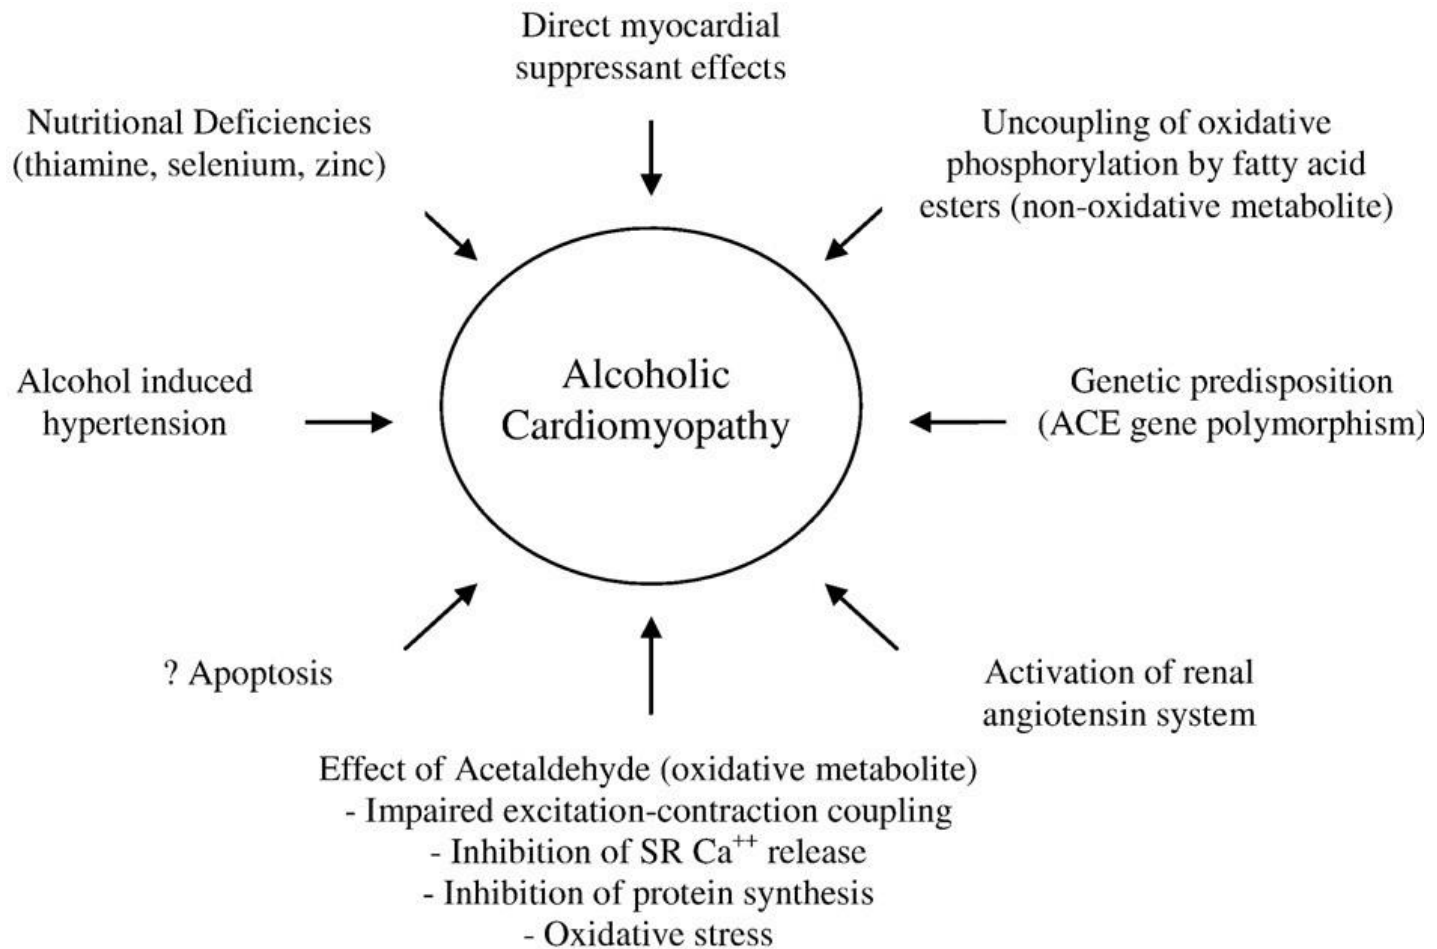 Direct myocardial
suppressant effects
Nutritional Deficiencies
(thiamine, selenium, zinc)
Uncoupling of oxidative
phosphorylation by fatty acid
esters (non-oxidative metabolite)
Alcoholic
Cardiomyopathy
Alcohol induced
hypertension
Genetic predisposition
(ACE gene polymorphism)
? Apoptosis
Activation of renal
angiotensin system
Effect of Acetaldehyde (oxidative metabolite)
- Impaired excitation-contraction coupling
- Inhibition of SR Ca⁺⁺ release
- Inhibition of protein synthesis
- Oxidative stress